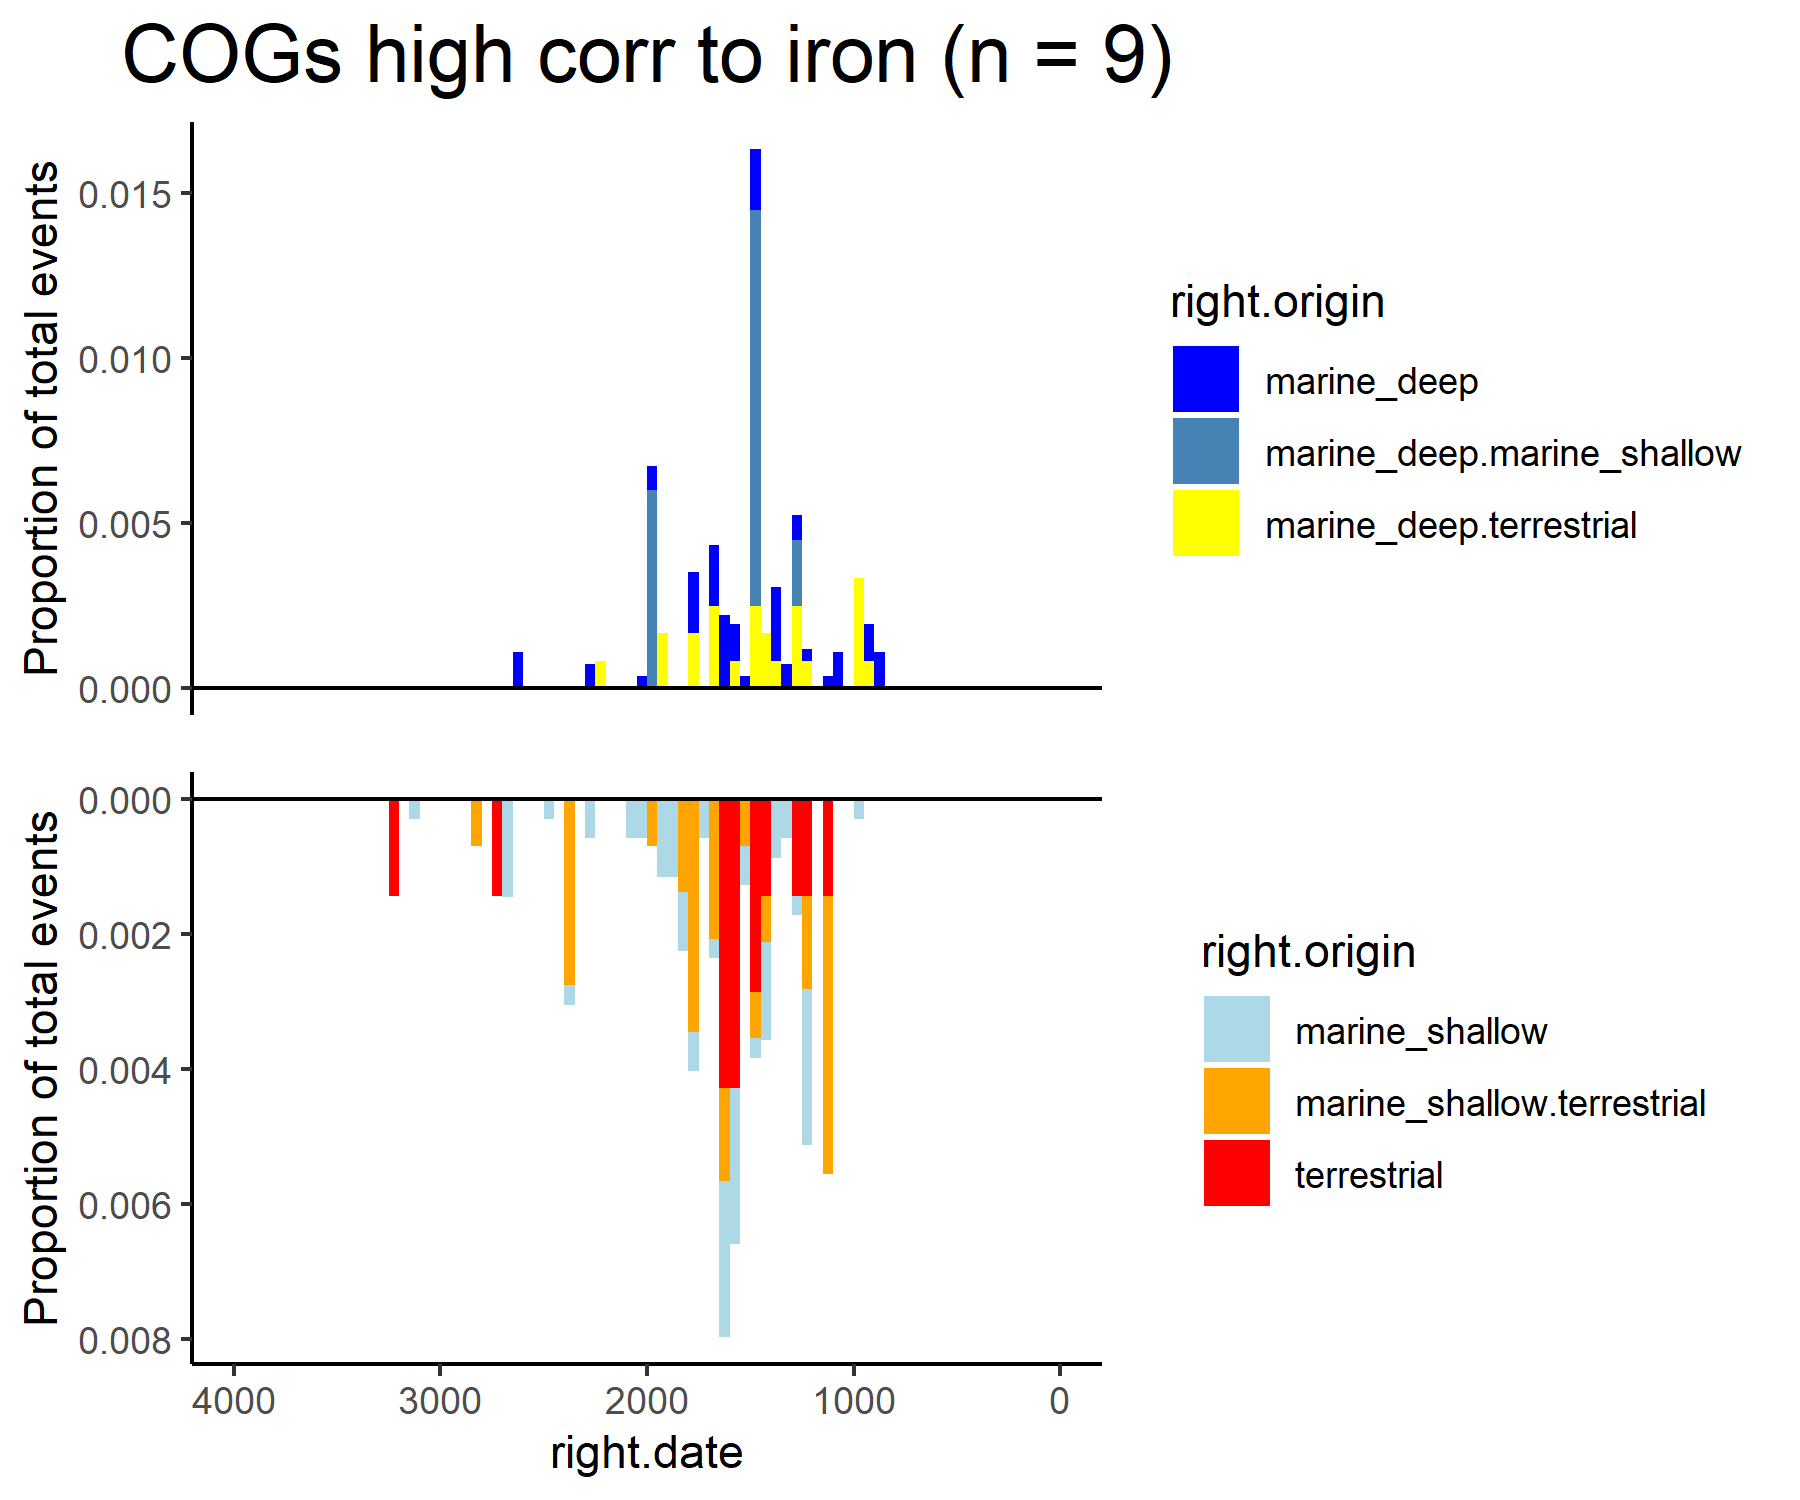 COGs high corr to iron (n = 9)
Proportion of total events
0.015
0.010
0.005
0.000
right.origin
marine_deep
marine_deep.marine_shallow
marine_deep.terrestrial
Proportion of total events
0.000
0.002
0.004
0.006
0.008
4000 3000 2000 1000 0
right.date
right.origin
marine_shallow
marine_shallow.terrestrial
terrestrial